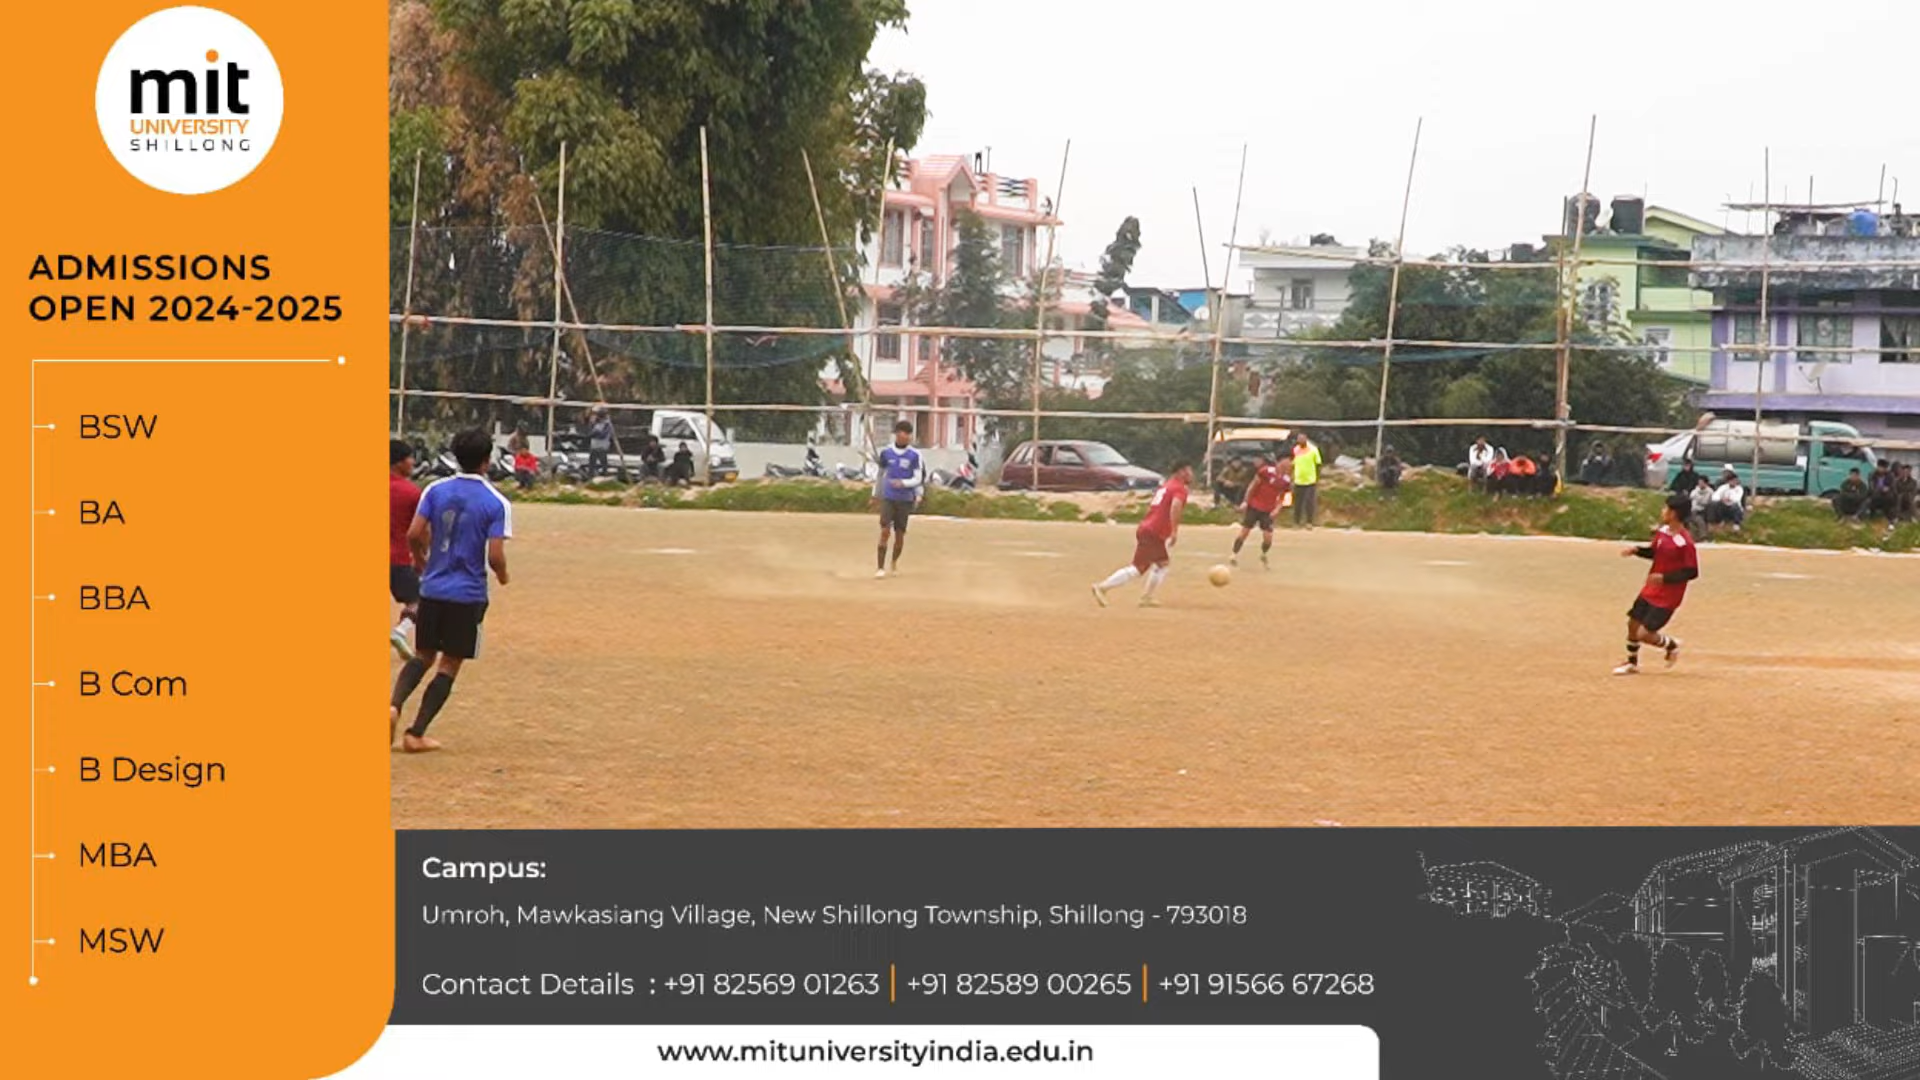 mit
UNIVERSITY
SHILLONG
ADMISSIONS
OPEN 2024-2025
BSW
BA
BBA
B Com
B Design
MBA
MSW
Campus:
Umroh, Mawkasiang Village, New Shillong Township, Shillong - 793018
Contact Details : +91 82569 01263 | +91 82589 00265 | +91 91566 67268
www.mituniversityindia.edu.in